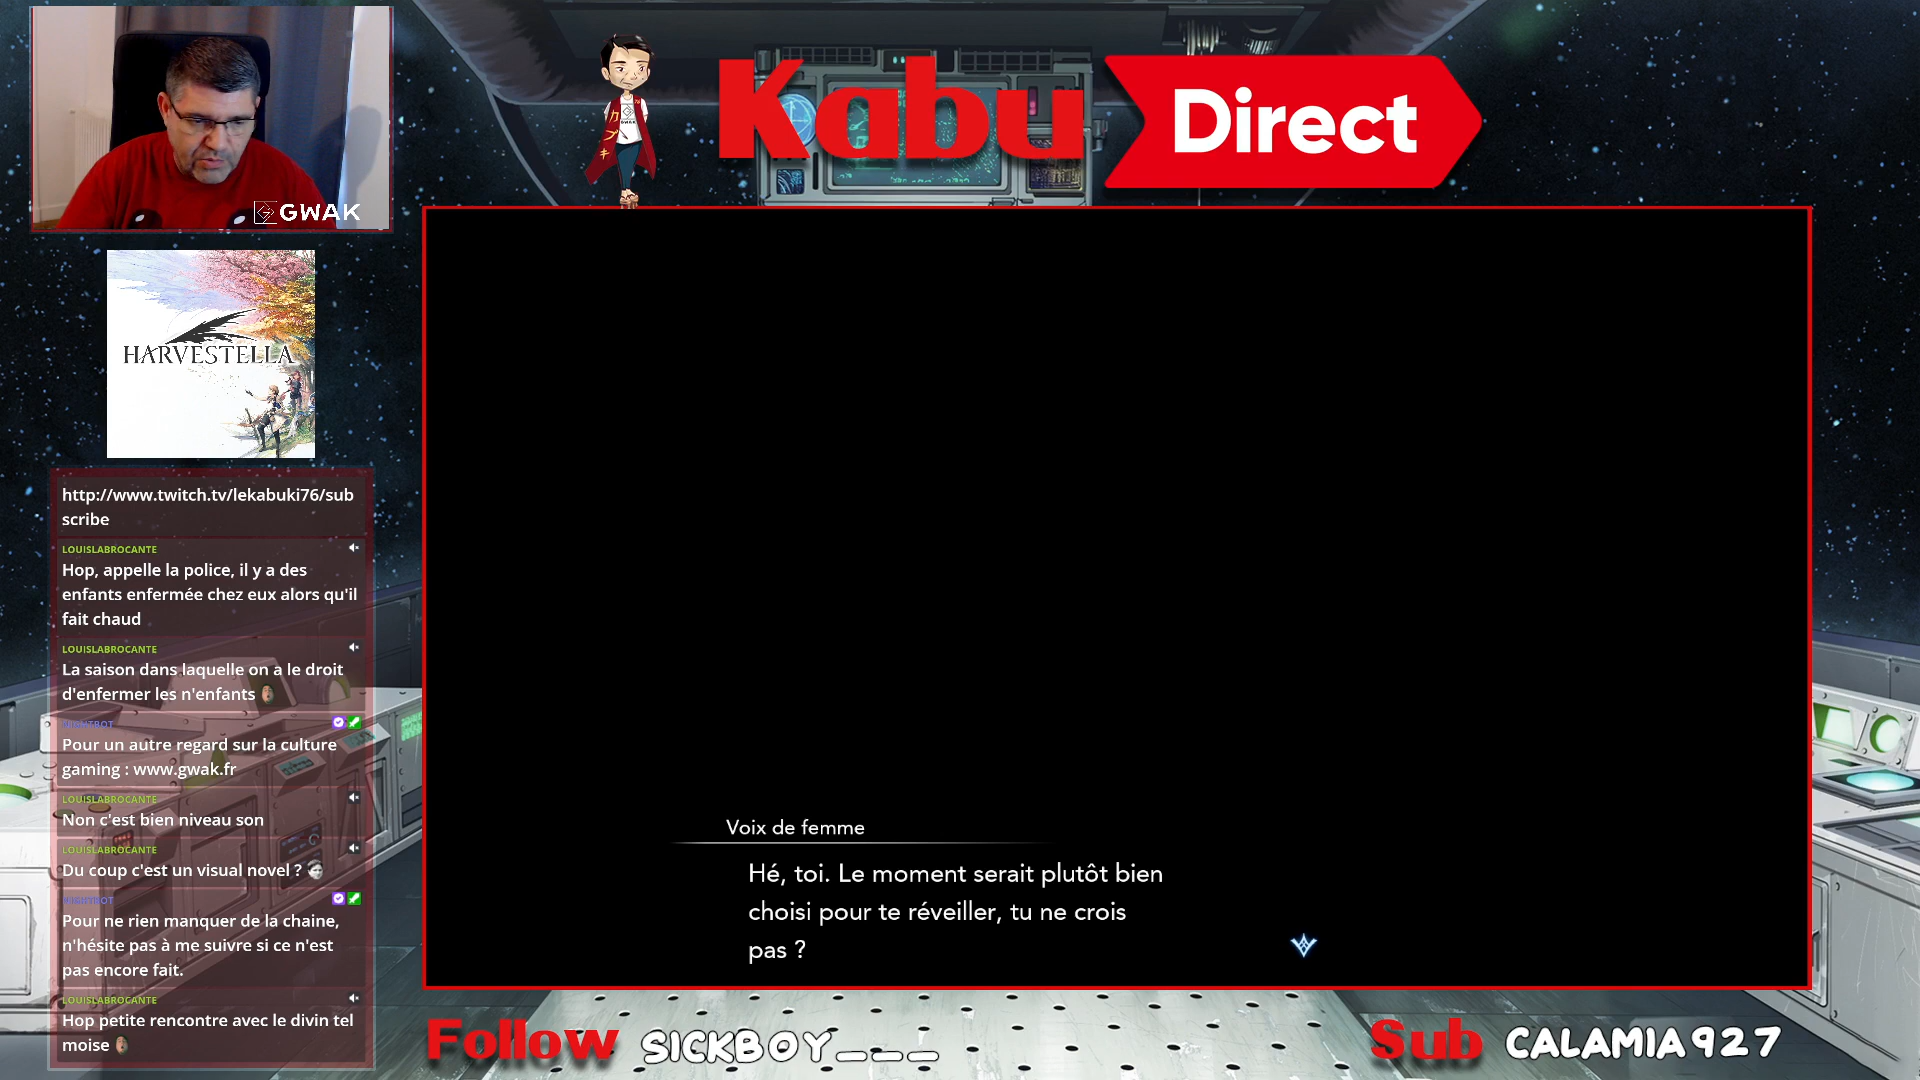 GWAK
Kabu
Direct
HARVESTELLA
http://www.twitch.tv/lekabuki76/sub
scribe
LOUISLABROCANTE
Hop, appelle la police, il y a des
enfants enfermée chez eux alors qu'il
fait chaud
LOUISLABROCANTE
La saison dans laquelle on a le droit
d'enfermer les n'enfants
NIGHTBOT
Pour un autre regard sur la culture
gaming : www.gwak.fr
LOUISLABROCANTE
Non c'est bien niveau son
LOUISLABROCANTE
Du coup c'est un visual novel ?
NIGHTBOT
Pour ne rien manquer de la chaine,
n'hésite pas à me suivre si ce n'est
pas encore fait.
LOUISLABROCANTE
Hop petite rencontre avec le divin tel
moise
Voix de femme
Hé, toi. Le moment serait plutôt bien
choisi pour te réveiller, tu ne crois
pas ?
Follow SICKBOY___
Sub CALAMIA927